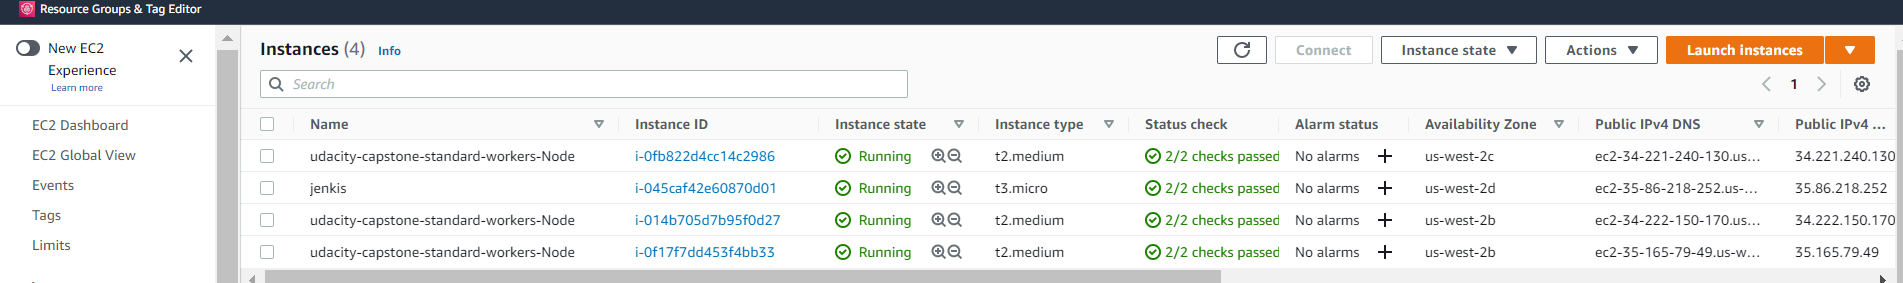 Resource Groups & Tag Editor
New EC2
Experience
Learn more
EC2 Dashboard
EC2 Global View
Events
Tags
Limits
Instances (4) Info
Connect Instance state Actions Launch instances
Search
1
Name Instance ID Instance state Instance type Status check Alarm status Availability Zone Public IPv4 DNS Public IPv4 ...
udacity-capstone-standard-workers-Node i-0fb822d4cc14c2986 Running t2.medium 2/2 checks passed No alarms + us-west-2c ec2-34-221-240-130.us... 34.221.240.130
jenkis i-045caf42e60870d01 Running t3.micro 2/2 checks passed No alarms + us-west-2d ec2-35-86-218-252.us-... 35.86.218.252
udacity-capstone-standard-workers-Node i-014b705d7b95f0d27 Running t2.medium 2/2 checks passed No alarms + us-west-2b ec2-34-222-150-170.us... 34.222.150.170
udacity-capstone-standard-workers-Node i-0f17f7dd453f4bb33 Running t2.medium 2/2 checks passed No alarms + us-west-2b ec2-35-165-79-49.us-w... 35.165.79.49